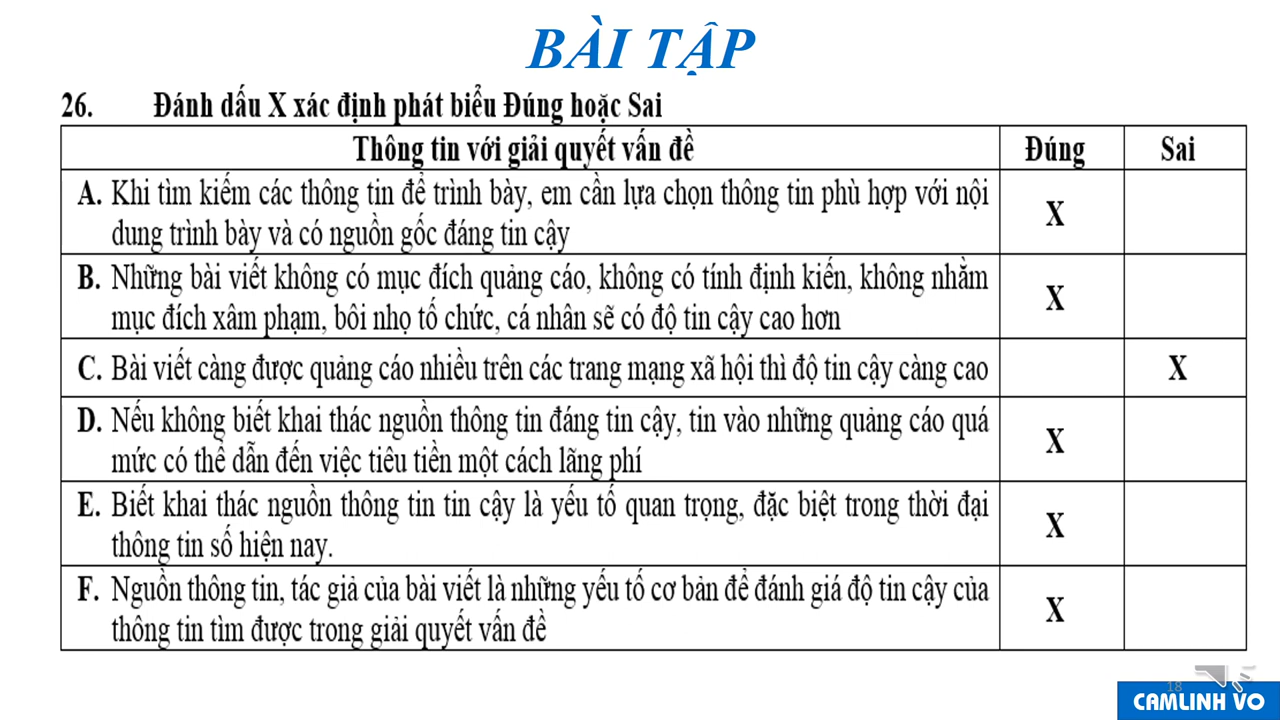 BÀI TẬP
26. Đánh dấu X xác định phát biểu Đúng hoặc Sai
Thông tin với giải quyết vấn đề Đúng Sai
A. Khi tìm kiếm các thông tin để trình bày, em cần lựa chọn thông tin phù hợp với nội
dung trình bày và có nguồn gốc đáng tin cậy
X
B. Những bài viết không có mục đích quảng cáo, không có tính định kiến, không nhằm
mục đích xâm phạm, bôi nhọ tổ chức, cá nhân sẽ có độ tin cậy cao hơn
X
C. Bài viết càng được quảng cáo nhiều trên các trang mạng xã hội thì độ tin cậy càng cao X
D. Nếu không biết khai thác nguồn thông tin đáng tin cậy, tin vào những quảng cáo quá
mức có thể dẫn đến việc tiêu tiền một cách lãng phí
X
E. Biết khai thác nguồn thông tin tin cậy là yếu tố quan trọng, đặc biệt trong thời đại
thông tin số hiện nay.
X
F. Nguồn thông tin, tác giả của bài viết là những yếu tố cơ bản để đánh giá độ tin cậy của
thông tin tìm được trong giải quyết vấn đề
X
18
CAMLINH VO